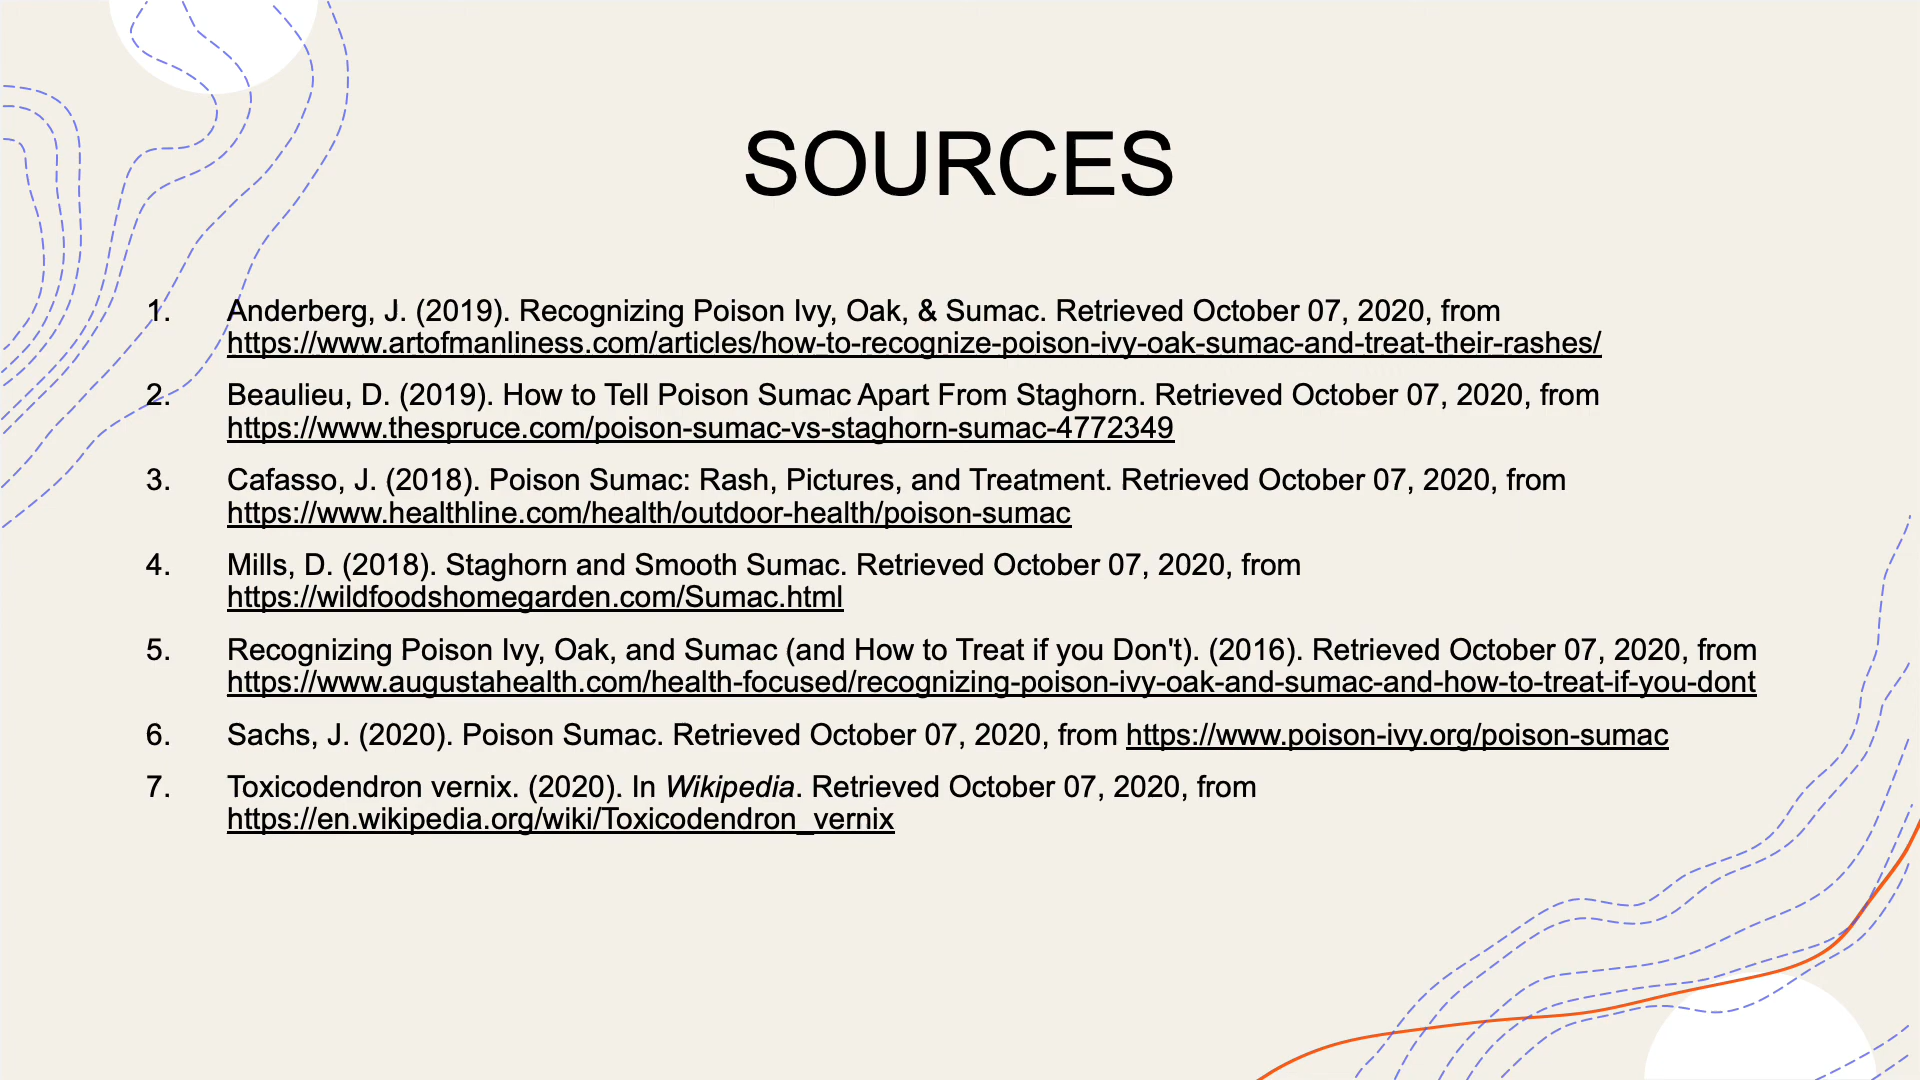 SOURCES
1. Anderberg, J. (2019). Recognizing Poison Ivy, Oak, & Sumac. Retrieved October 07, 2020, from
https://www.artofmanliness.com/articles/how-to-recognize-poison-ivy-oak-sumac-and-treat-their-rashes/
2. Beaulieu, D. (2019). How to Tell Poison Sumac Apart From Staghorn. Retrieved October 07, 2020, from
https://www.thespruce.com/poison-sumac-vs-staghorn-sumac-4772349
3. Cafasso, J. (2018). Poison Sumac: Rash, Pictures, and Treatment. Retrieved October 07, 2020, from
https://www.healthline.com/health/outdoor-health/poison-sumac
4. Mills, D. (2018). Staghorn and Smooth Sumac. Retrieved October 07, 2020, from
https://wildfoodshomegarden.com/Sumac.html
5. Recognizing Poison Ivy, Oak, and Sumac (and How to Treat if you Don't). (2016). Retrieved October 07, 2020, from
https://www.augustahealth.com/health-focused/recognizing-poison-ivy-oak-and-sumac-and-how-to-treat-if-you-dont
6. Sachs, J. (2020). Poison Sumac. Retrieved October 07, 2020, from https://www.poison-ivy.org/poison-sumac
7. Toxicodendron vernix. (2020). In Wikipedia. Retrieved October 07, 2020, from
https://en.wikipedia.org/wiki/Toxicodendron_vernix